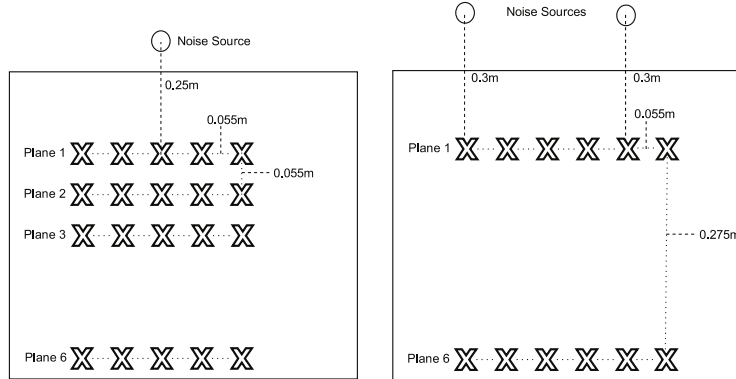 Noise Source
0.25m
0.055m
Plane 1
0.055m
Plane 2
Plane 3
Plane 6
Noise Sources
0.3m
0.3m
0.055m
Plane 1
0.275m
Plane 6